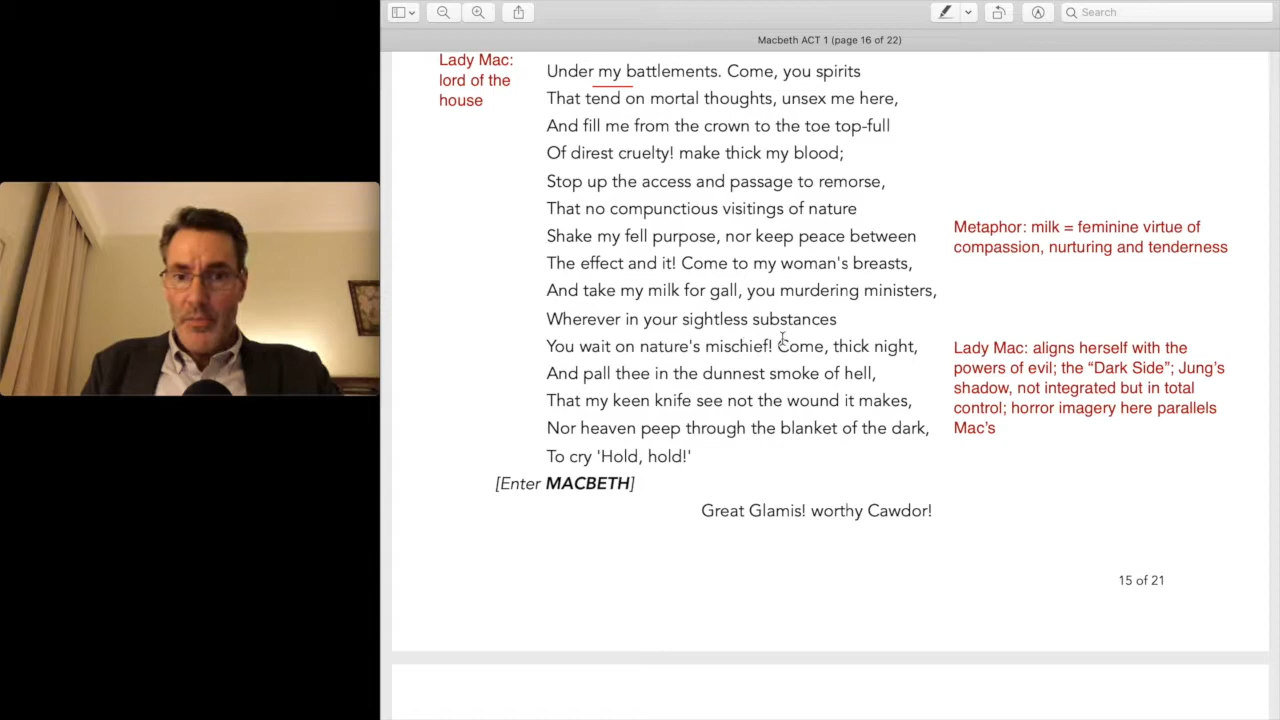 Search
Macbeth ACT 1 (page 16 of 22)
Lady Mac:
lord of the
house
Under my battlements. Come, you spirits
That tend on mortal thoughts, unsex me here,
And fill me from the crown to the toe top-full
Of direst cruelty! make thick my blood;
Stop up the access and passage to remorse,
That no compunctious visitings of nature
Shake my fell purpose, nor keep peace between
The effect and it! Come to my woman's breasts,
And take my milk for gall, you murdering ministers,
Wherever in your sightless substances
You wait on nature's mischief! Come, thick night,
And pall thee in the dunnest smoke of hell,
That my keen knife see not the wound it makes,
Nor heaven peep through the blanket of the dark,
To cry 'Hold, hold!'
Metaphor: milk = feminine virtue of
compassion, nurturing and tenderness
Lady Mac: aligns herself with the
powers of evil; the “Dark Side”; Jung’s
shadow, not integrated but in total
control; horror imagery here parallels
Mac’s
[Enter MACBETH]
Great Glamis! worthy Cawdor!
15 of 21